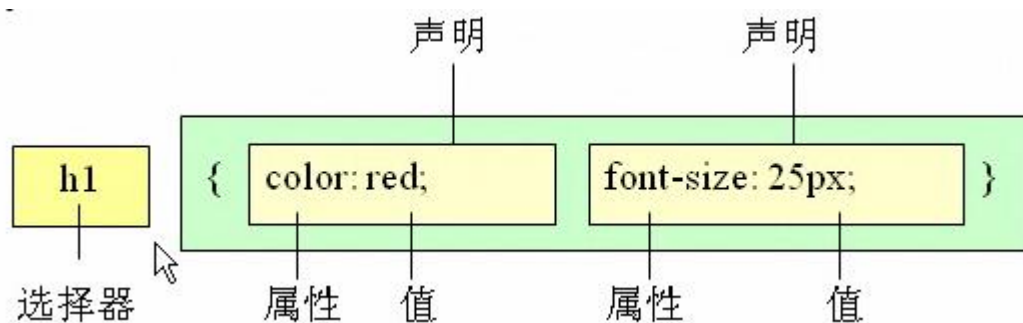 声明 声明
h1 { color: red; font-size: 25px; }
选择器 属性 值 属性 值